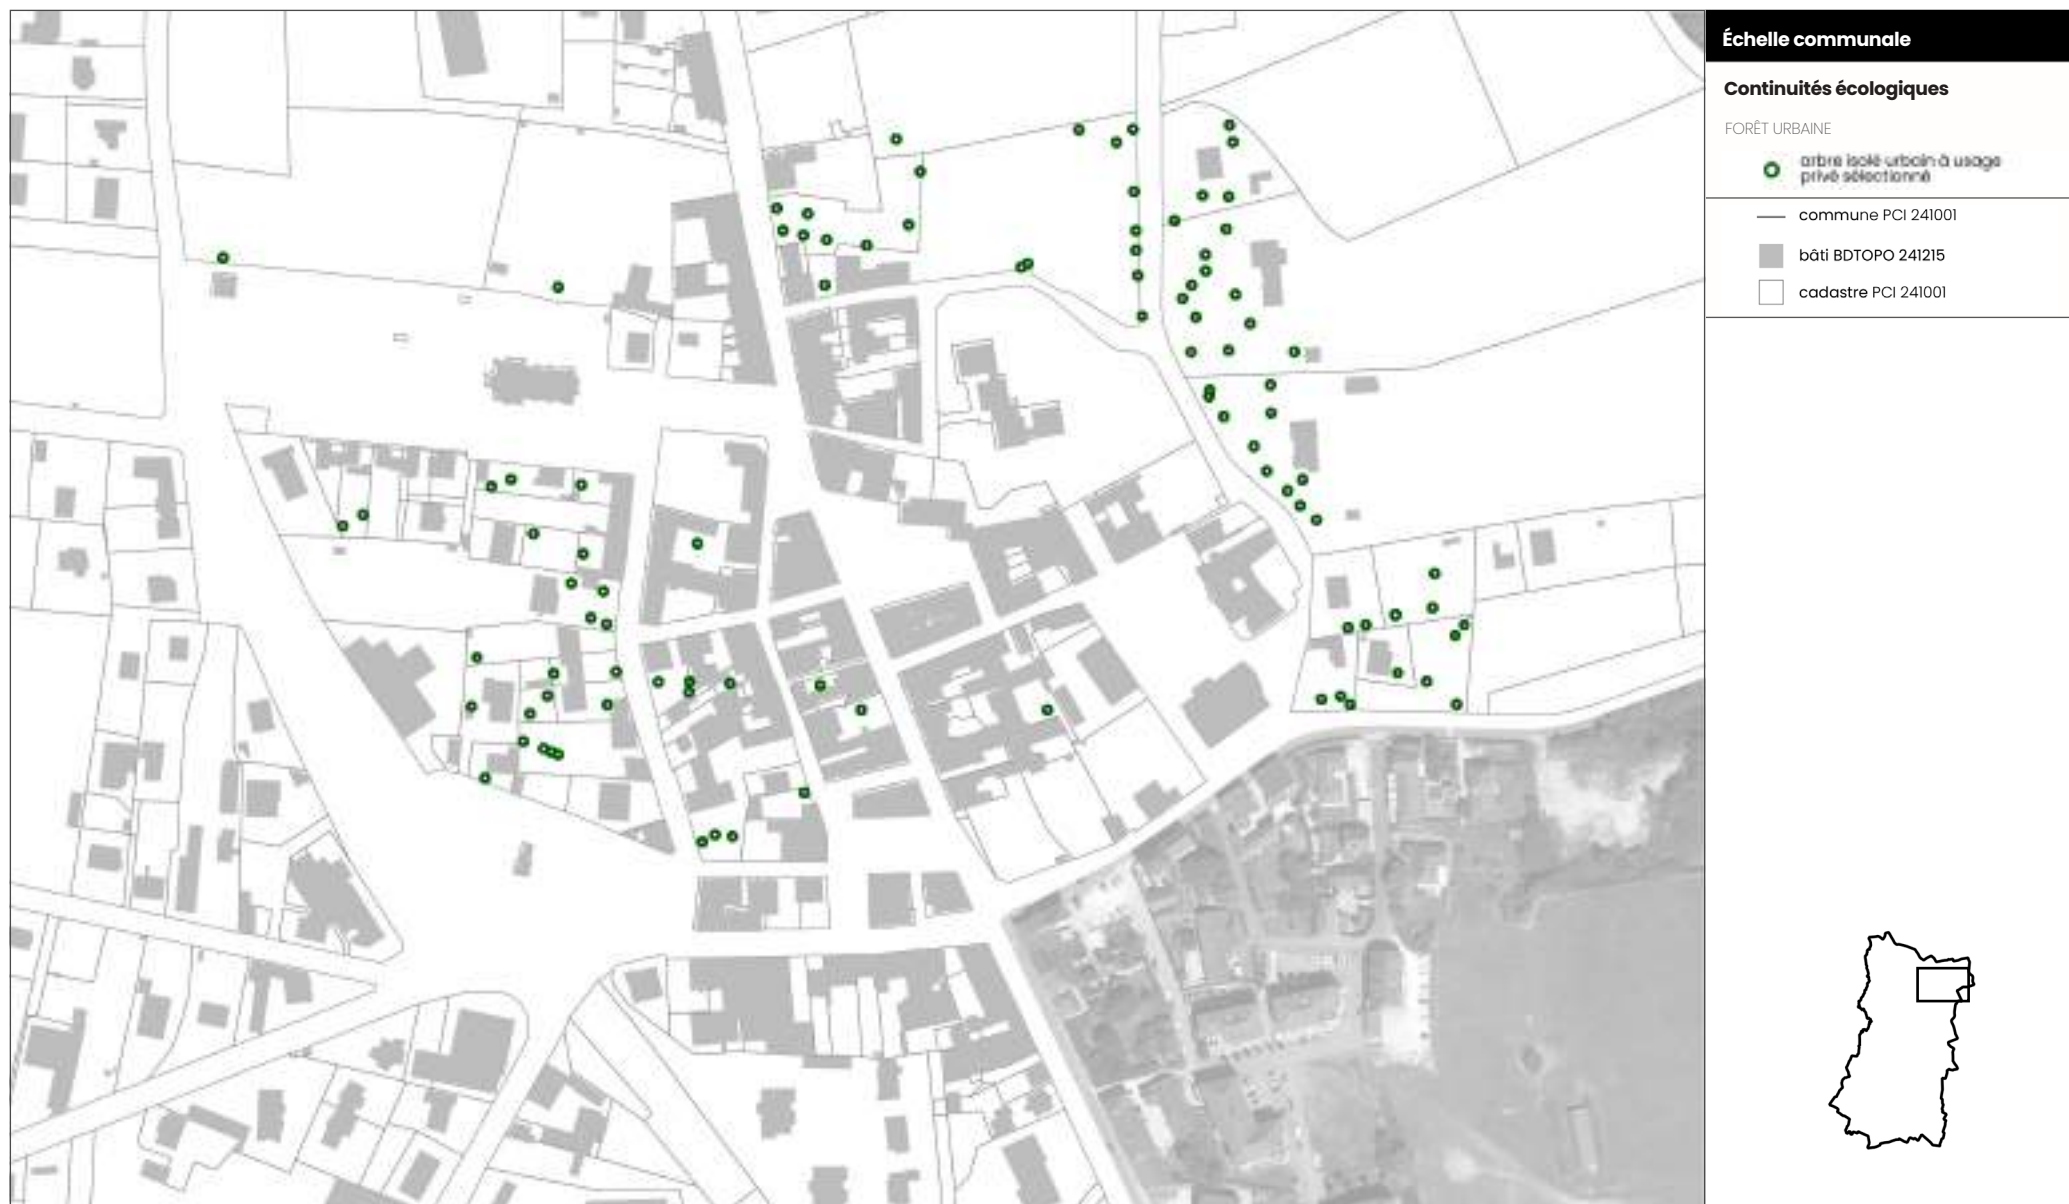 Échelle communale
Continuités écologiques
FORÊT URBAINE
arbre isolé urbain à usage
privé sélectionné
commune PCI 241001
bâti BDTOPO 241215
cadastre PCI 241001